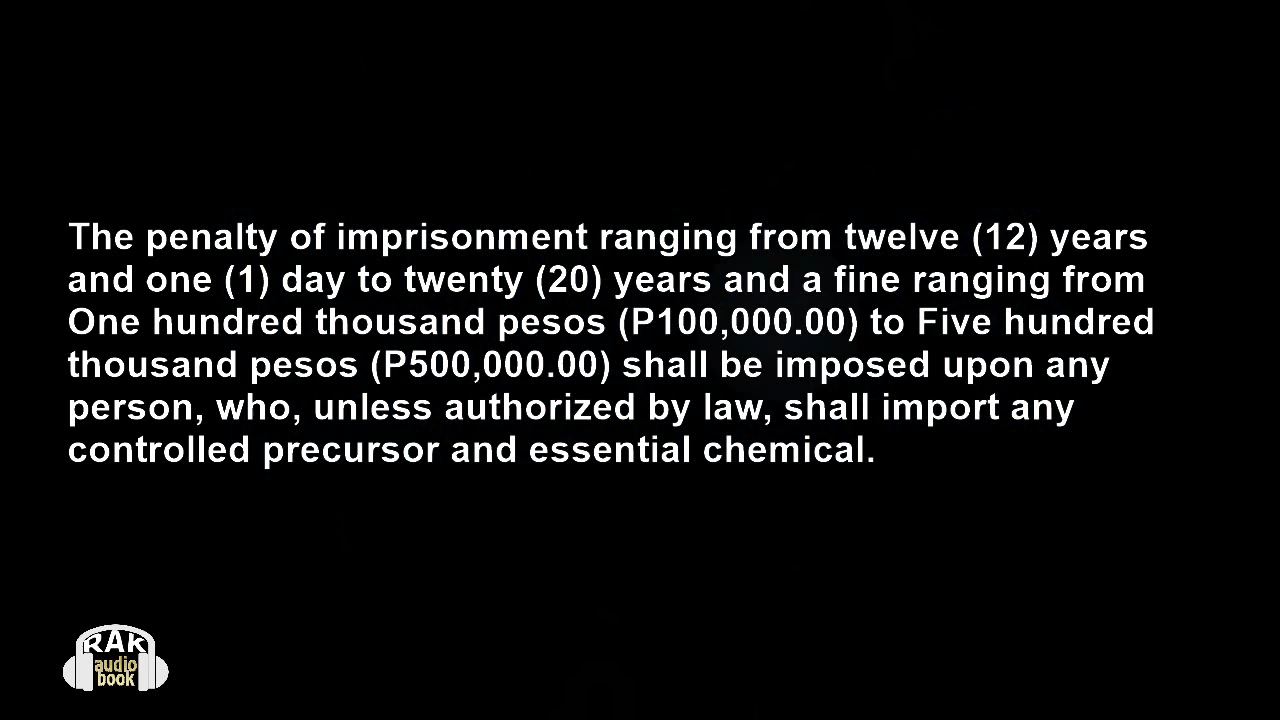 The penalty of imprisonment ranging from twelve (12) years
and one (1) day to twenty (20) years and a fine ranging from
One hundred thousand pesos (P100,000.00) to Five hundred
thousand pesos (P500,000.00) shall be imposed upon any
person, who, unless authorized by law, shall import any
controlled precursor and essential chemical.
RAK
audio
book